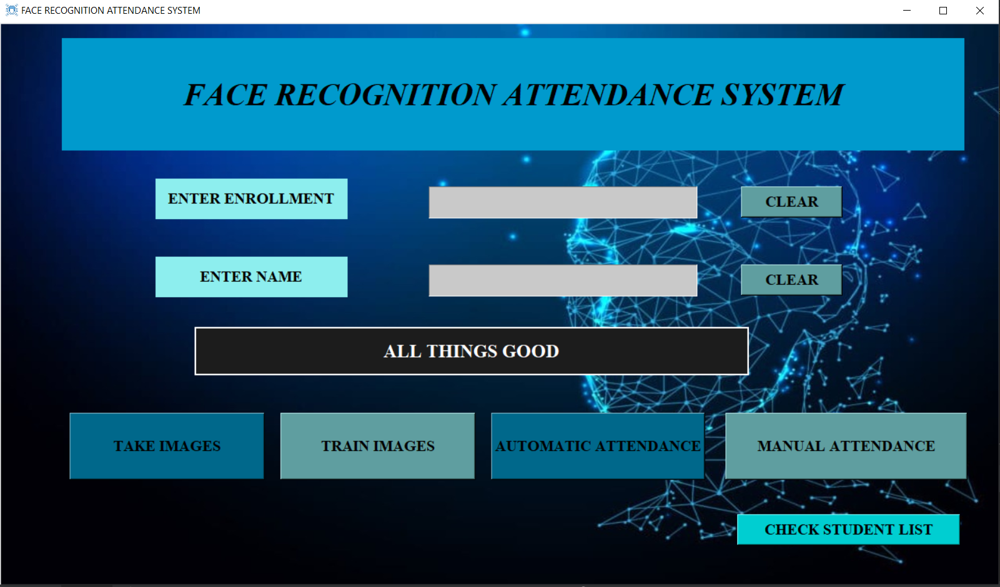 FACE RECOGNITION ATTENDANCE SYSTEM
FACE RECOGNITION ATTENDANCE SYSTEM
ENTER ENROLLMENT
CLEAR
ENTER NAME
CLEAR
ALL THINGS GOOD
TAKE IMAGES
TRAIN IMAGES
AUTOMATIC ATTENDANCE
MANUAL ATTENDANCE
CHECK STUDENT LIST